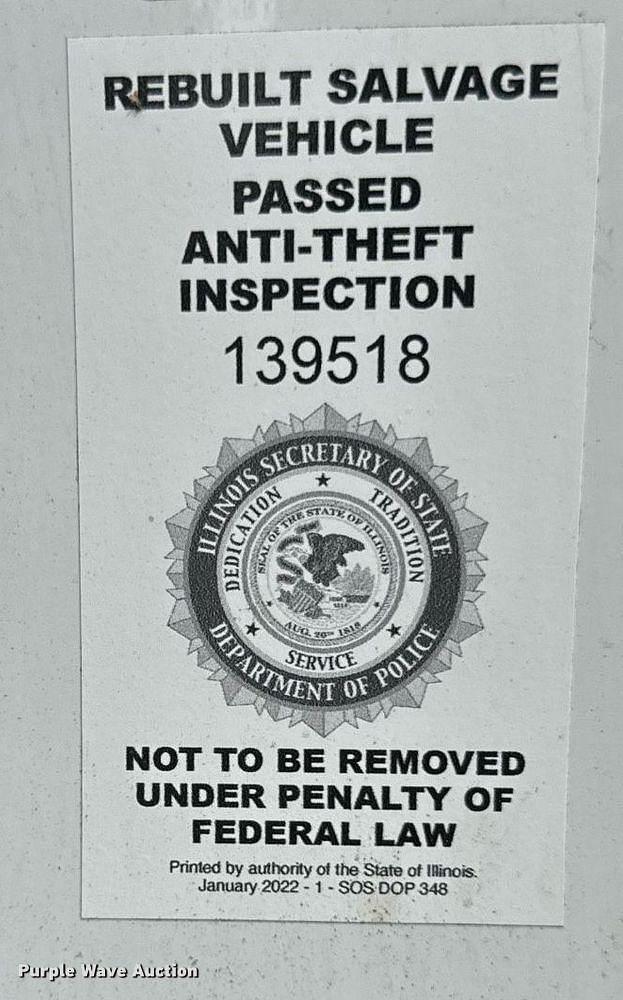 REBUILT SALVAGE
VEHICLE
PASSED
ANTI-THEFT
INSPECTION
139518
ILLINOIS SECRETARY OF STATE
DEDICATION
TRADITION
SEAL OF THE STATE OF ILLINOIS
AUG. 26TH 1818
SERVICE
DEPARTMENT OF POLICE
NOT TO BE REMOVED
UNDER PENALTY OF
FEDERAL LAW
Printed by authority of the State of Illinois.
January 2022 - 1 - SOS DOP 348
Purple Wave Auction